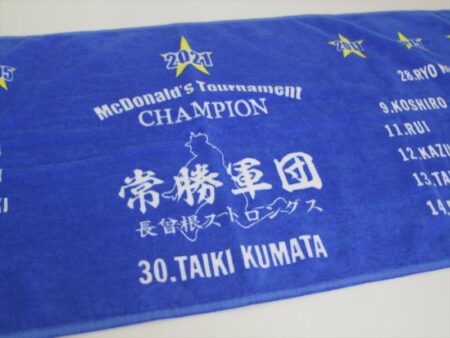 2021
McDonald's Tournament
CHAMPION
常勝軍団
長曾根ストロングス
30.TAIKI KUMATA
28.RYO
9.KOSHIRO
11.RUI
12.KAZU
13.TA
14.